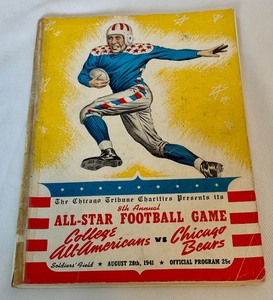 The Chicago Tribune Charities Presents its
8th Annual
ALL-STAR FOOTBALL GAME
College All-Americans vs Chicago Bears
Soldiers' Field ★ AUGUST 28th, 1941 ★ OFFICIAL PROGRAM 25¢